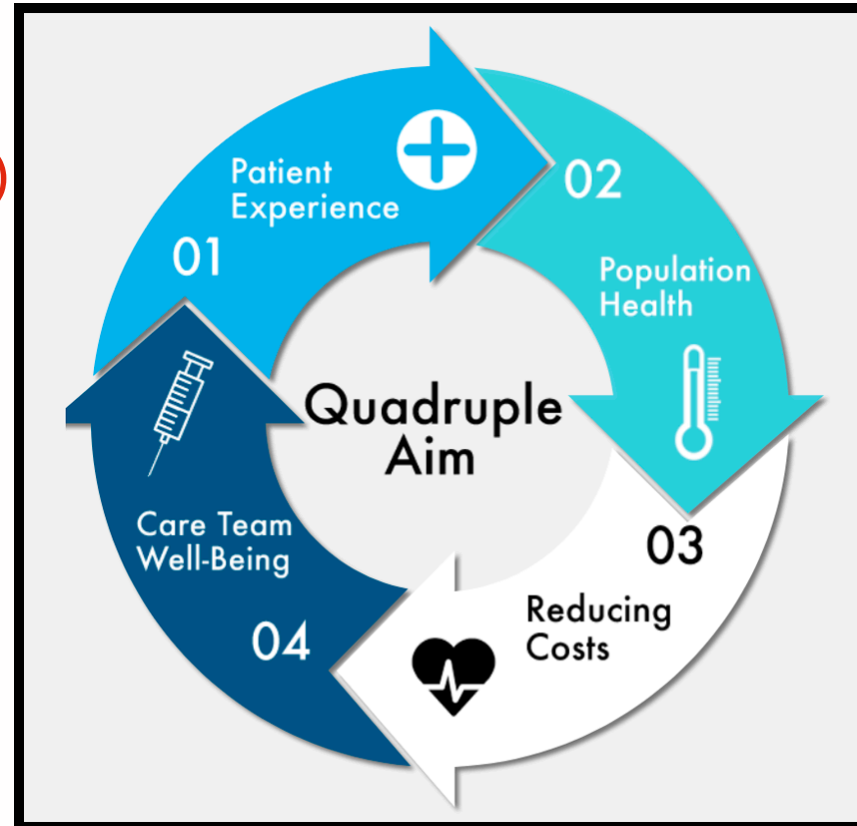 01
Patient
Experience
02
Population
Health
03
Reducing
Costs
04
Care Team
Well-Being
Quadruple
Aim